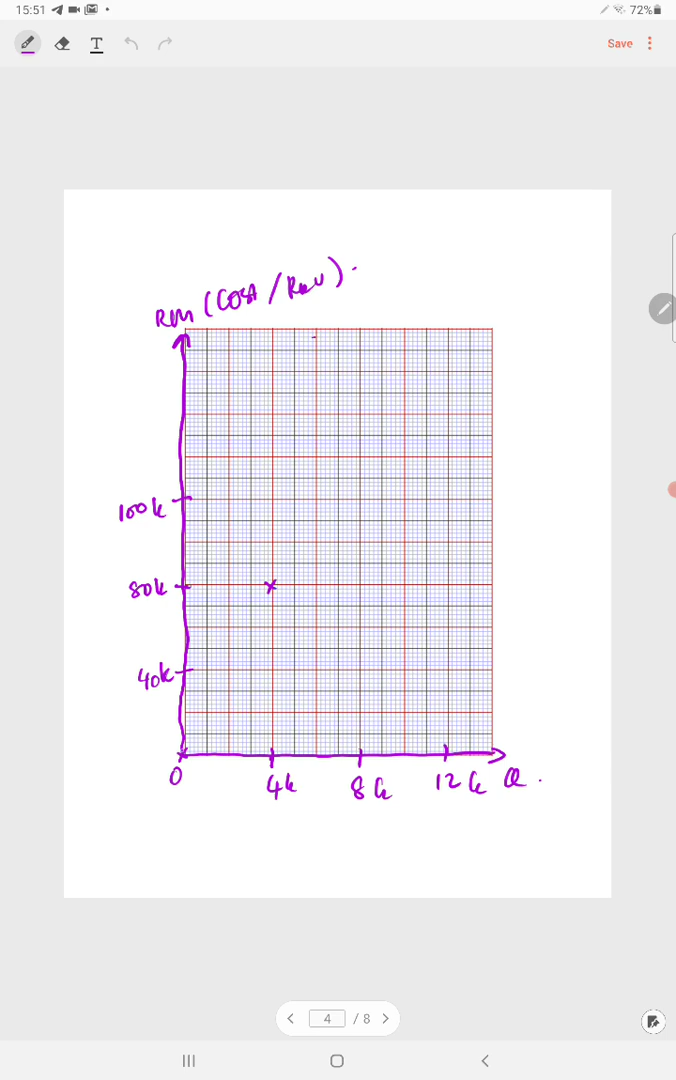 15:51 72%
T Save
RM (Cost / Rev).
100k
80k
40k
0 4k 8k 12k Q.
4 / 8